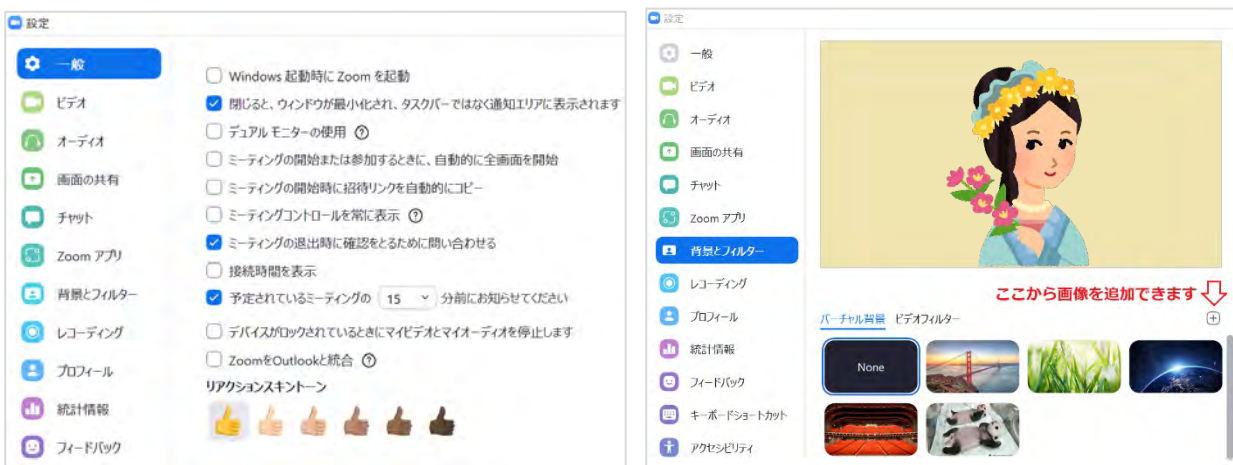 設定
一般
ビデオ
オーディオ
画面の共有
チャット
Zoom アプリ
背景とフィルター
レコーディング
プロフィール
統計情報
フィードバック
Windows 起動時に Zoom を起動
閉じると、ウィンドウが最小化され、タスクバーではなく通知エリアに表示されます
デュアル モニターの使用 ?
ミーティングの開始または参加するときに、自動的に全画面を開始
ミーティングの開始時に招待リンクを自動的にコピー
ミーティングコントロールを常に表示 ?
ミーティングの退出時に確認をとるために問い合わせる
接続時間を表示
予定されているミーティングの 15 分前にお知らせてください
デバイスがロックされているときにマイビデオとマイオーディオを停止します
ZoomをOutlookと統合 ?
リアクションスキントーン
設定
一般
ビデオ
オーディオ
画面の共有
チャット
Zoom アプリ
背景とフィルター
レコーディング
プロフィール
統計情報
フィードバック
キーボードショートカット
アクセシビリティ
ここから画像を追加できます
バーチャル背景 ビデオフィルター
None